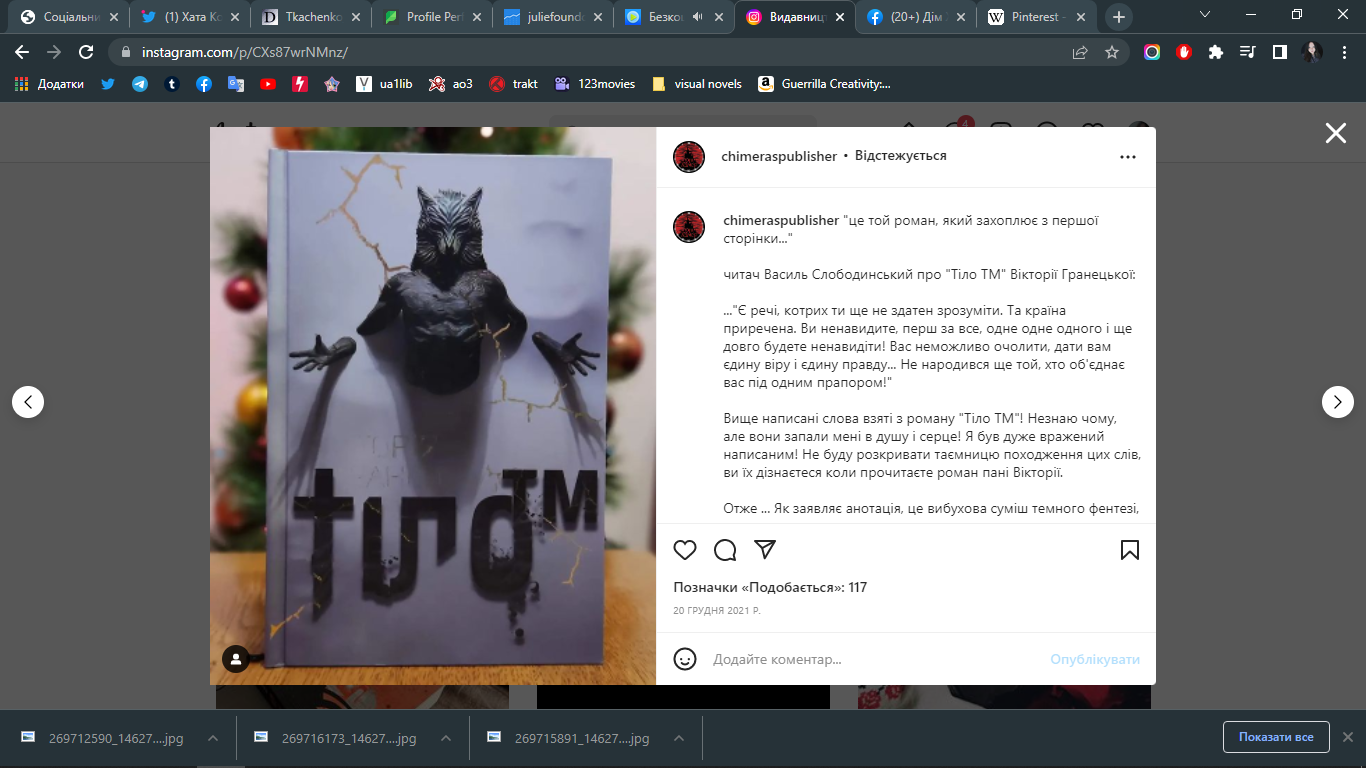 Соціальн
(1) Хата Ко
Tkachenko
Profile Per
juliefound
Безко
Видавниц
(20+) Дім
Pinterest -
instagram.com/p/CXs87wrNMnz/
Додатки
ua1lib
ao3
trakt
123movies
visual novels
Guerrilla Creativity:...
4
chimeraspublisher • Відстежується
chimeraspublisher "це той роман, який захоплює з першої
сторінки..."
читач Василь Слободинський про "Тіло ТМ" Вікторії Гранецької:
..."Є речі, котрих ти ще не здатен зрозуміти. Та країна
приречена. Ви ненавидите, перш за все, одне одне одного і ще
довго будете ненавидіти! Вас неможливо очолити, дати вам
єдину віру і єдину правду... Не народився ще той, хто об'єднає
вас під одним прапором!"
Вище написані слова взяті з роману "Тіло ТМ"! Незнаю чому,
але вони запали мені в душу і серце! Я був дуже вражений
написаним! Не буду розкривати таємницю походження цих слів,
ви їх дізнаєтеся коли прочитаєте роман пані Вікторії.
Отже ... Як заявляє анотація, це вибухова суміш темного фентезі,
тілоТМ
Позначки «Подобається»: 117
20 ГРУДНЯ 2021 Р.
Додайте коментар...
Опублікувати
269712590_14627....jpg
269716173_14627....jpg
269715891_14627....jpg
Показати все